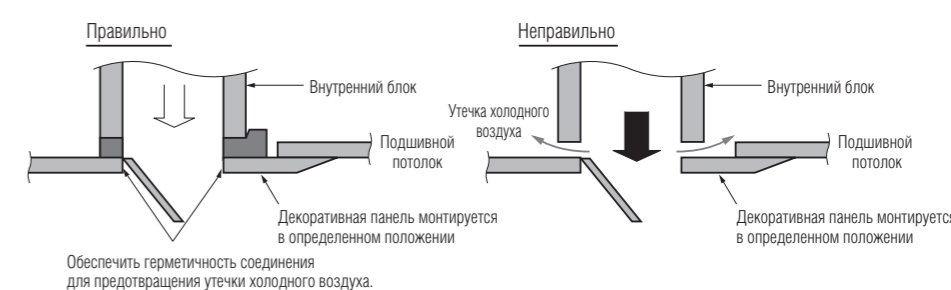 Правильно
Внутренний блок
Подшивной
потолок
Декоративная панель монтируется
в определенном положении
Обеспечить герметичность соединения
для предотвращения утечки холодного воздуха.
Неправильно
Утечка холодного
воздуха
Внутренний блок
Подшивной
потолок
Декоративная панель монтируется
в определенном положении